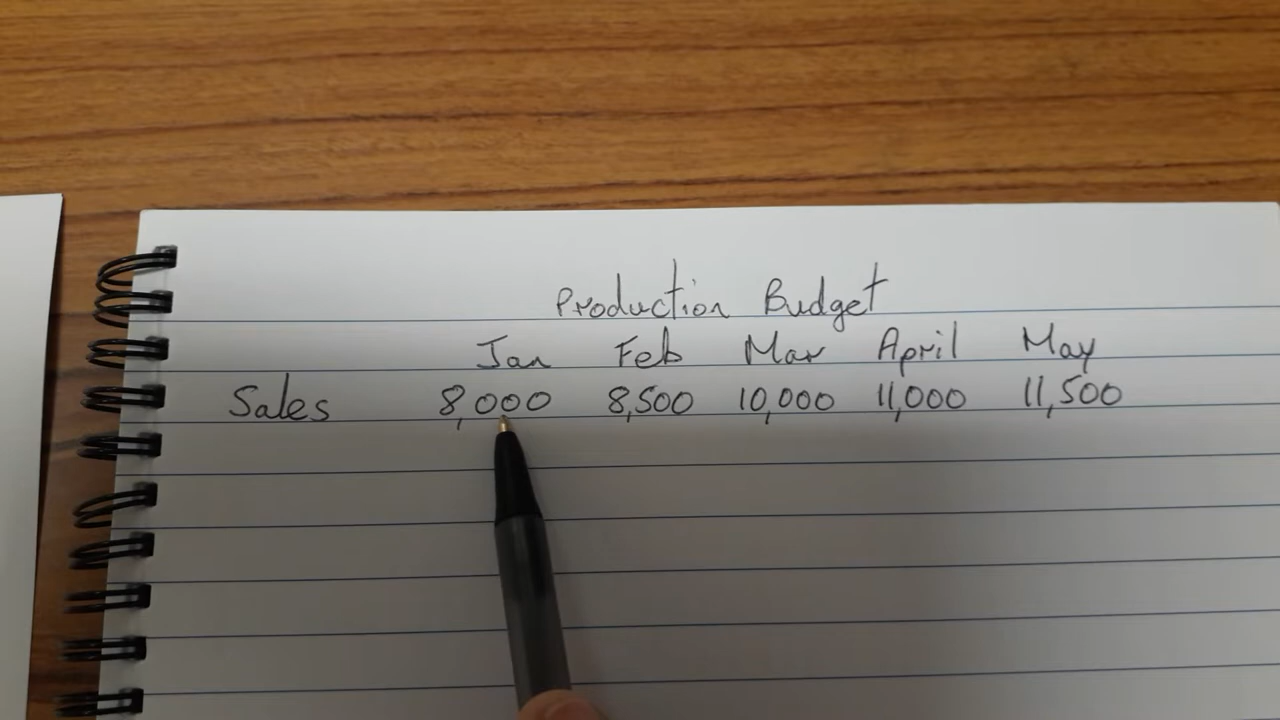 Production Budget
Jan Feb Mar April May
Sales 8,000 8,500 10,000 11,000 11,500